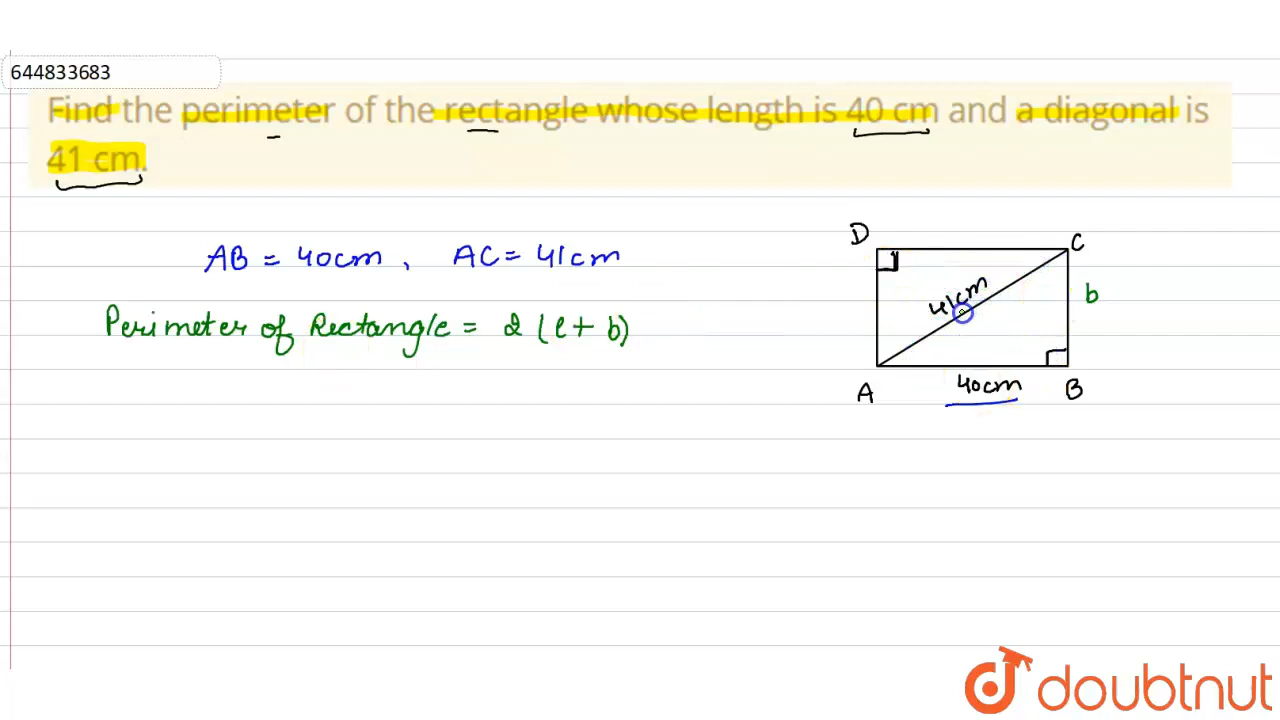 644833683
Find the perimeter of the rectangle whose length is 40 cm and a diagonal is
41 cm.
AB = 40cm, AC = 41cm
Perimeter of Rectangle = 2 (l + b)
D
C
41cm
b
A
40cm
B
doubtnut